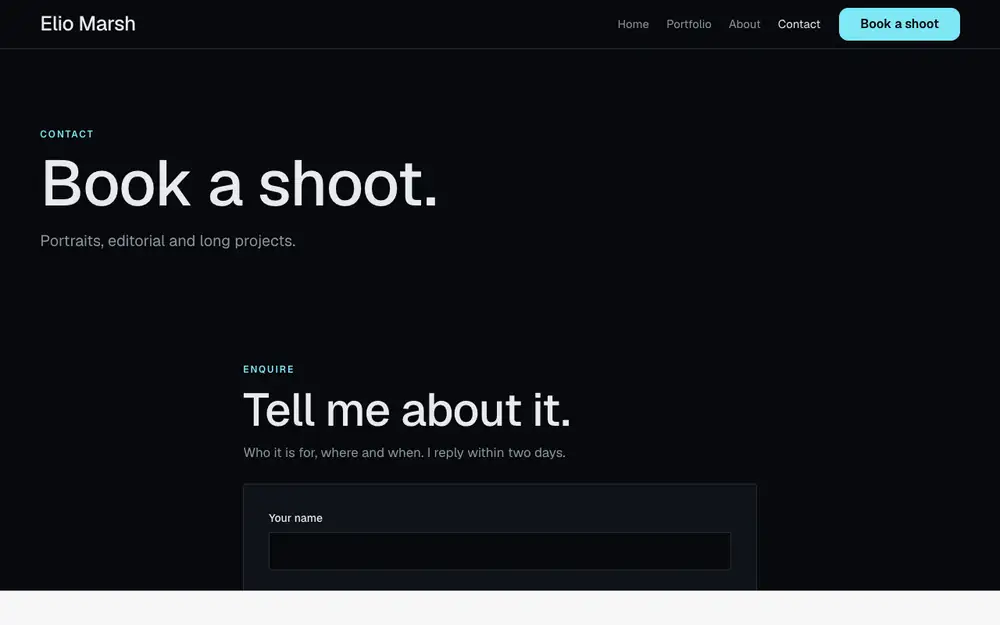 Elio Marsh
Home
Portfolio
About
Contact
Book a shoot
CONTACT
Book a shoot.
Portraits, editorial and long projects.
ENQUIRE
Tell me about it.
Who it is for, where and when. I reply within two days.
Your name